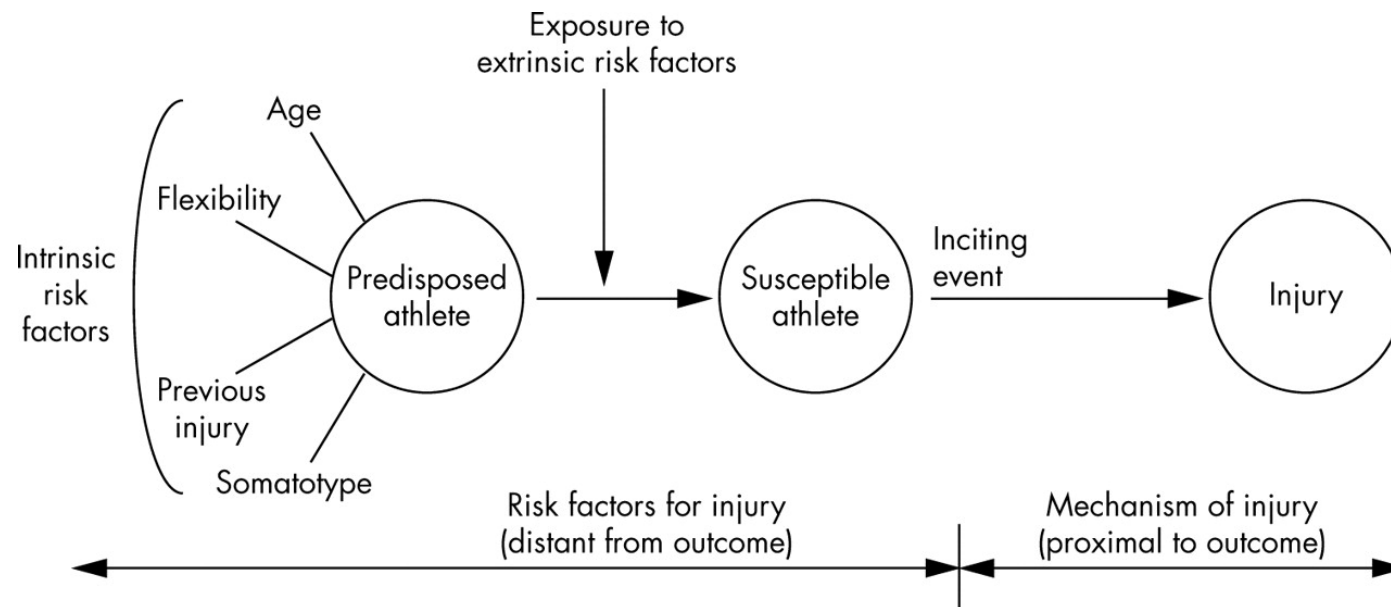 Exposure to
extrinsic risk factors
Age
Flexibility
Intrinsic
risk
factors
Previous
injury
Somatotype
Predisposed
athlete
Susceptible
athlete
Inciting
event
Injury
Risk factors for injury
(distant from outcome)
Mechanism of injury
(proximal to outcome)